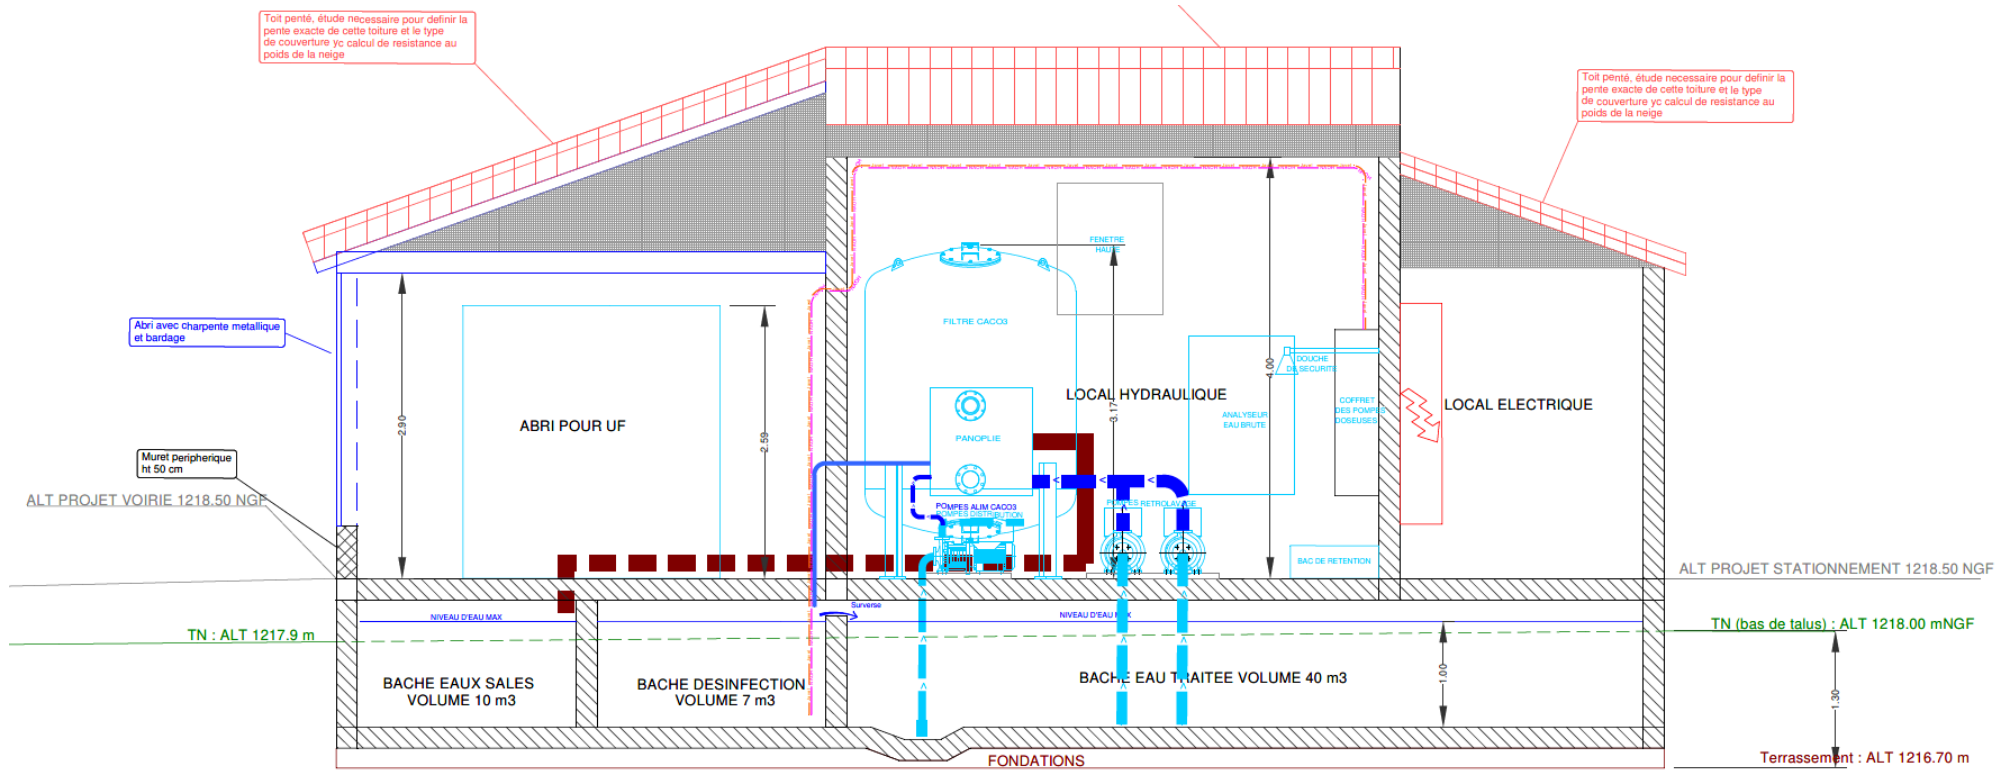 Toit penté, étude necessaire pour definir la
pente exacte de cette toiture et le type
de couverture yc calcul de resistance au
poids de la neige
Toit penté, étude necessaire pour definir la
pente exacte de cette toiture et le type
de couverture yc calcul de resistance au
poids de la neige
Abri avec charpente metallique
et bardage
Muret peripherique
ht 50 cm
ALT PROJET VOIRIE 1218.50 NGF
TN : ALT 1217.9 m
2.90
ABRI POUR UF
2.59
FENETRE
HAUTE
FILTRE CACO3
LOCAL HYDRAULIQUE
3.17
4.00
PANOPLIE
POMPES ALIM CACO3
POMPES DISTRIBUTION
POMPES RETROLAVAGE
ANALYSEUR
EAU BRUTE
DOUCHE
DE SECURITE
COFFRET
DES POMPES
DOSEUSES
BAC DE RETENTION
LOCAL ELECTRIQUE
ALT PROJET STATIONNEMENT 1218.50 NGF
TN (bas de talus) : ALT 1218.00 mNGF
NIVEAU D'EAU MAX
Surverse
NIVEAU D'EAU MAX
BACHE EAUX SALES
VOLUME 10 m3
BACHE DESINFECTION
VOLUME 7 m3
BACHE EAU TRAITEE VOLUME 40 m3
1.00
1.30
FONDATIONS
Terrassement : ALT 1216.70 m